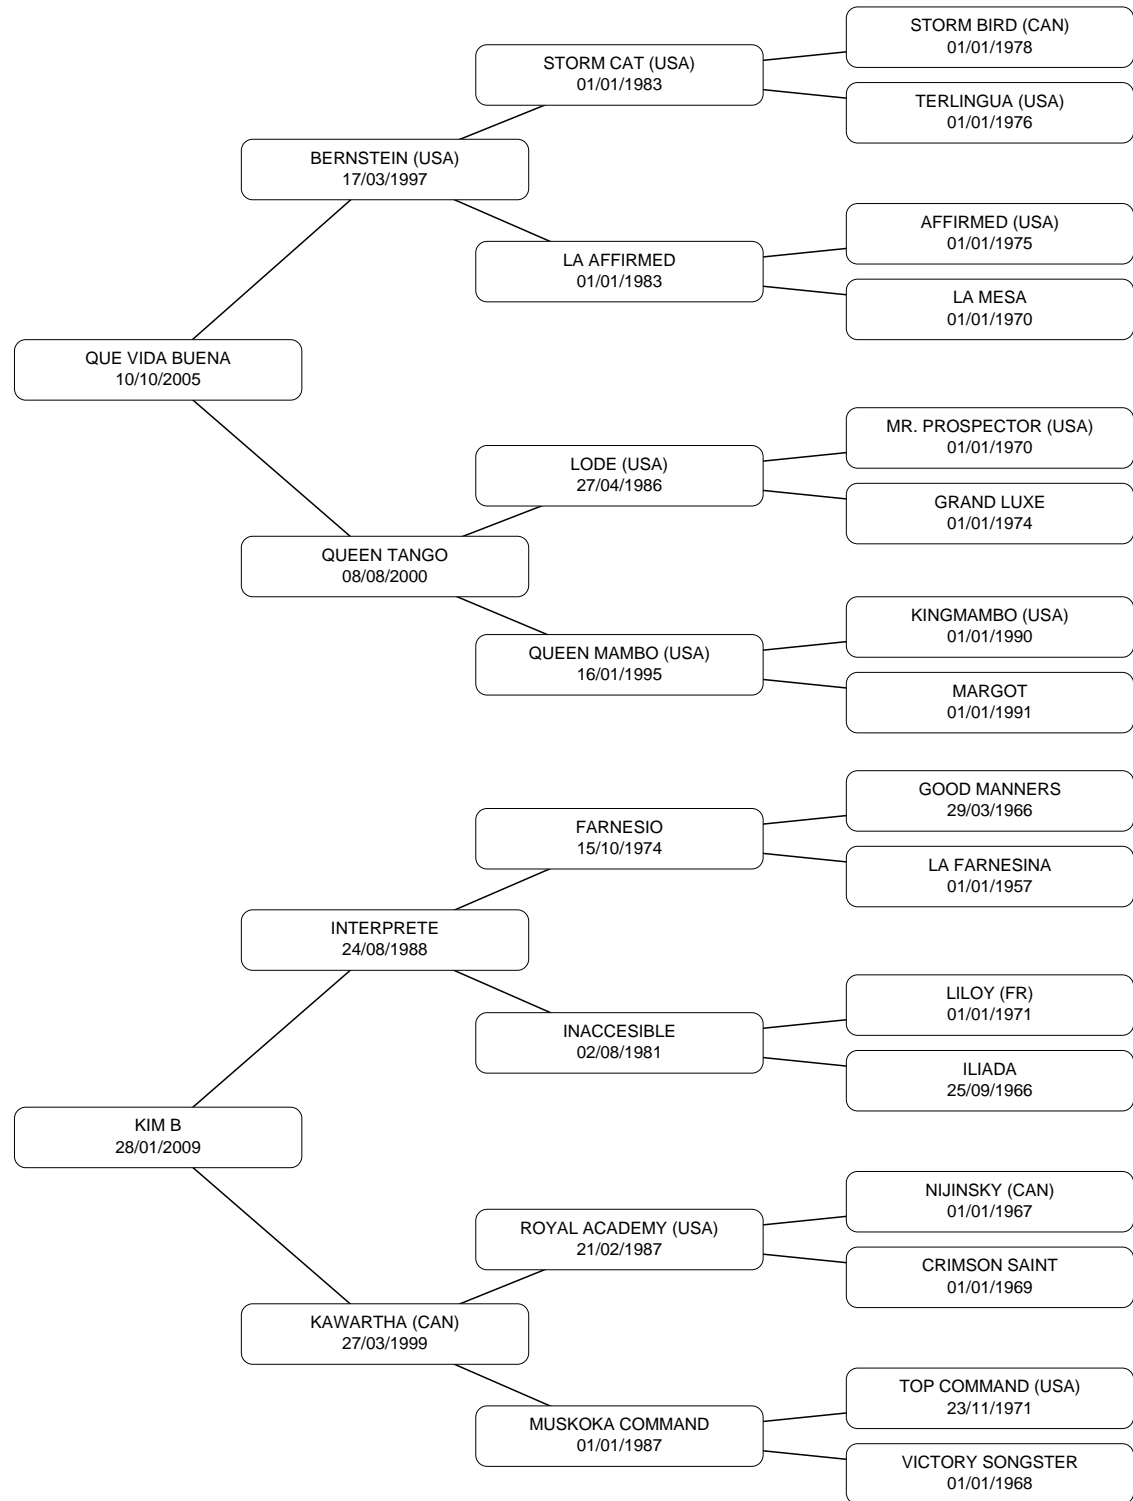 STORM BIRD (CAN)
01/01/1978
STORM CAT (USA)
01/01/1983
TERLINGUA (USA)
01/01/1976
BERNSTEIN (USA)
17/03/1997
AFFIRMED (USA)
01/01/1975
LA AFFIRMED
01/01/1983
LA MESA
01/01/1970
QUE VIDA BUENA
10/10/2005
MR. PROSPECTOR (USA)
01/01/1970
LODE (USA)
27/04/1986
GRAND LUXE
01/01/1974
QUEEN TANGO
08/08/2000
KINGMAMBO (USA)
01/01/1990
QUEEN MAMBO (USA)
16/01/1995
MARGOT
01/01/1991
GOOD MANNERS
29/03/1966
FARNESIO
15/10/1974
LA FARNESINA
01/01/1957
INTERPRETE
24/08/1988
LILOY (FR)
01/01/1971
INACCESIBLE
02/08/1981
ILIADA
25/09/1966
KIM B
28/01/2009
NIJINSKY (CAN)
01/01/1967
ROYAL ACADEMY (USA)
21/02/1987
CRIMSON SAINT
01/01/1969
KAWARTHA (CAN)
27/03/1999
TOP COMMAND (USA)
23/11/1971
MUSKOKA COMMAND
01/01/1987
VICTORY SONGSTER
01/01/1968